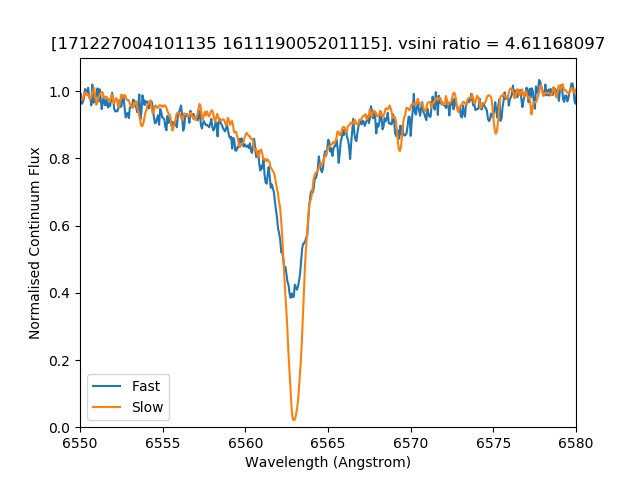 [171227004101135 161119005201115]. vsini ratio = 4.61168097
Normalised Continuum Flux
1.0
0.8
0.6
0.4
0.2
0.0
Fast
Slow
6550 6555 6560 6565 6570 6575 6580
Wavelength (Angstrom)